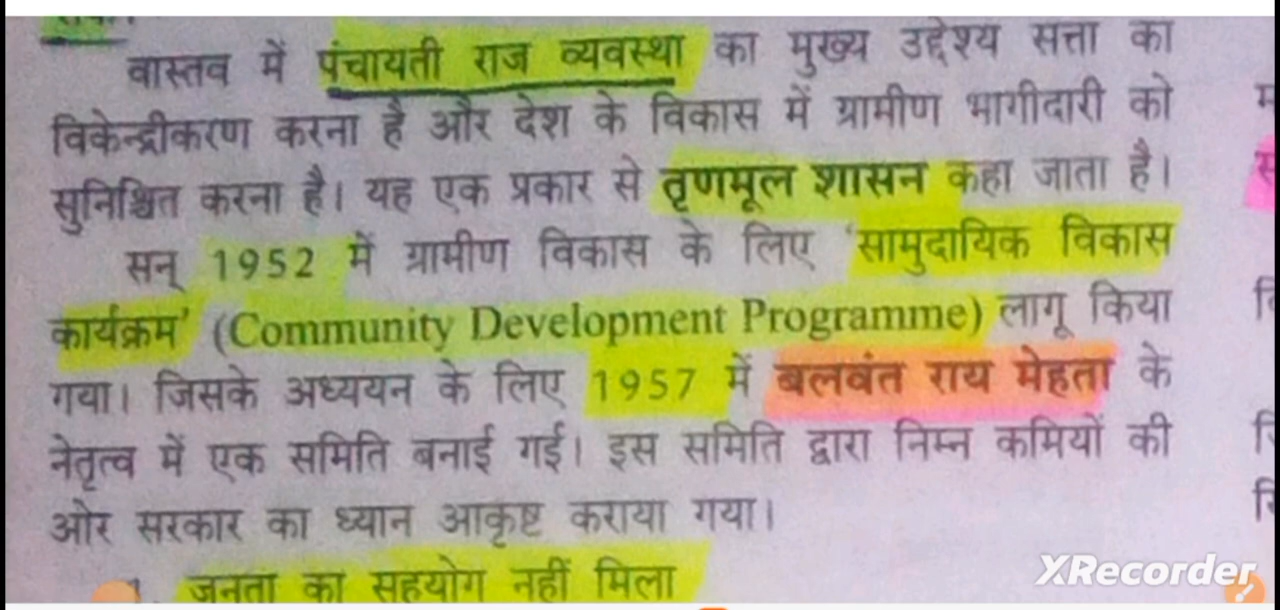 वास्तव में पंचायती राज व्यवस्था का मुख्य उद्देश्य सत्ता का
विकेन्द्रीकरण करना है और देश के विकास में ग्रामीण भागीदारी को
सुनिश्चित करना है। यह एक प्रकार से तृणमूल शासन कहा जाता है।
सन् 1952 में ग्रामीण विकास के लिए 'सामुदायिक विकास
कार्यक्रम' (Community Development Programme) लागू किया
गया। जिसके अध्ययन के लिए 1957 में बलवंत राय मेहता के
नेतृत्व में एक समिति बनाई गई। इस समिति द्वारा निम्न कमियों की
ओर सरकार का ध्यान आकृष्ट कराया गया।
1. जनता का सहयोग नहीं मिला
XRecorder